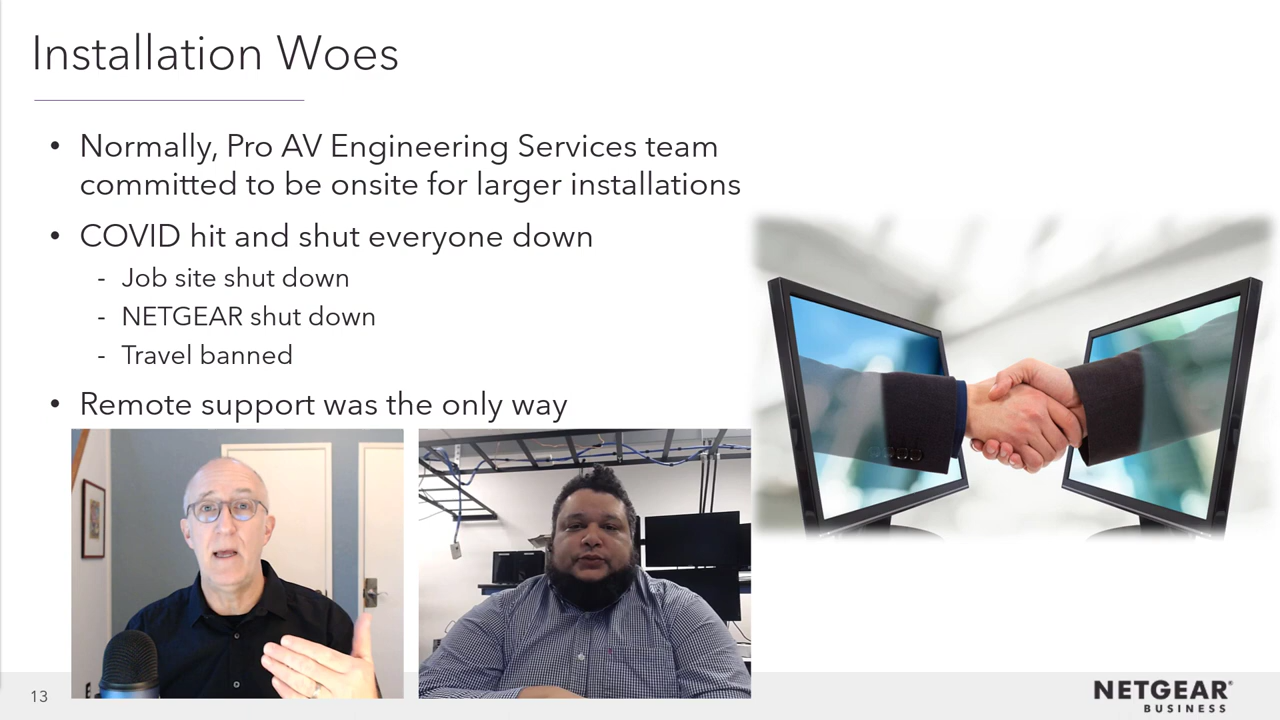 Installation Woes
• Normally, Pro AV Engineering Services team
committed to be onsite for larger installations
• COVID hit and shut everyone down
- Job site shut down
- NETGEAR shut down
- Travel banned
• Remote support was the only way
13
NETGEAR®
BUSINESS